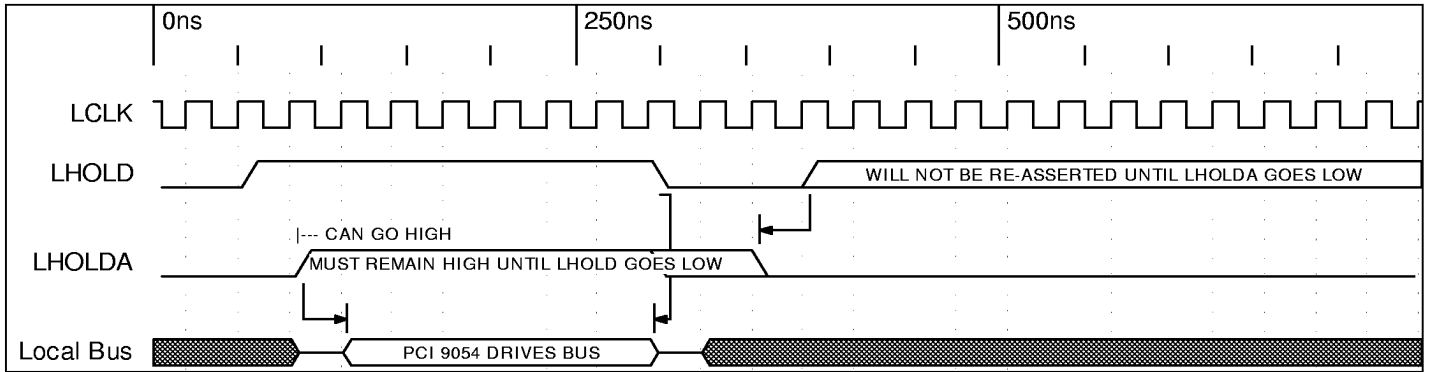 0ns 250ns 500ns
LCLK
LHOLD WILL NOT BE RE-ASSERTED UNTIL LHOLDA GOES LOW
|--- CAN GO HIGH
LHOLDA MUST REMAIN HIGH UNTIL LHOLD GOES LOW
Local Bus PCI 9054 DRIVES BUS